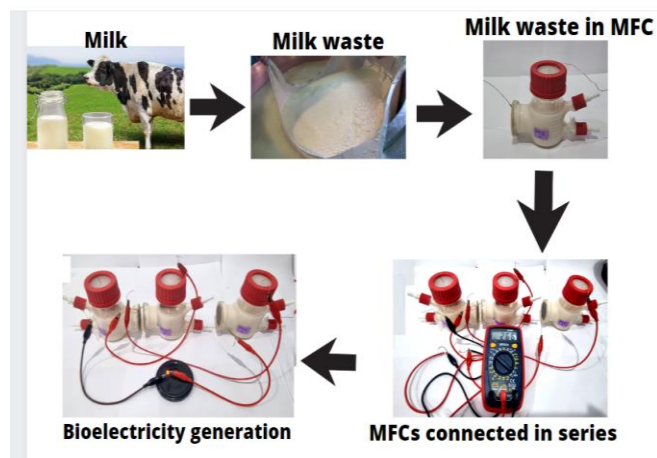 Milk
Milk waste
Milk waste in MFC
MFCs connected in series
Bioelectricity generation